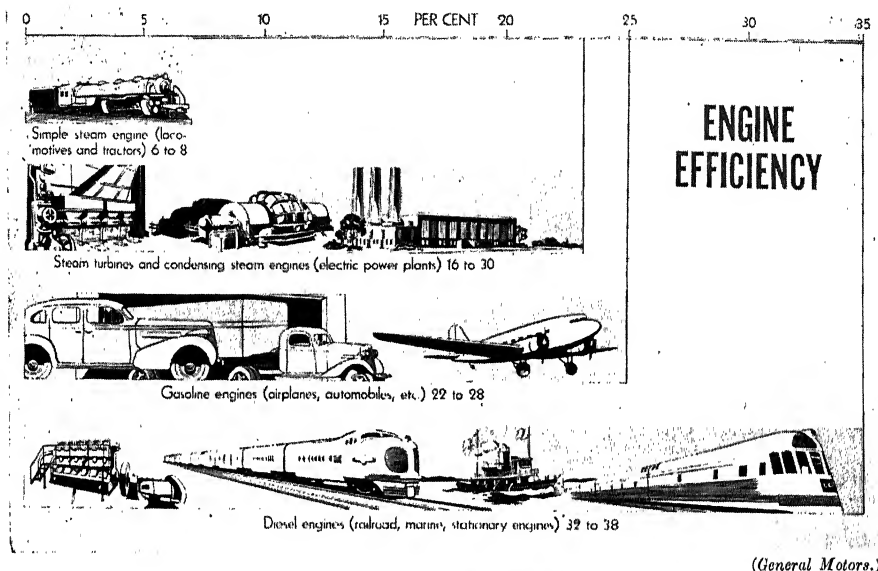 0 5 10 15 PER CENT 20 25 30 35
ENGINE
EFFICIENCY
Simple steam engine (loco-
motives and tractors) 6 to 8
Steam turbines and condensing steam engines (electric power plants) 16 to 30
Gasoline engines (airplanes, automobiles, etc.) 22 to 28
Diesel engines (railroad, marine, stationary engines) 32 to 38
(General Motors.)